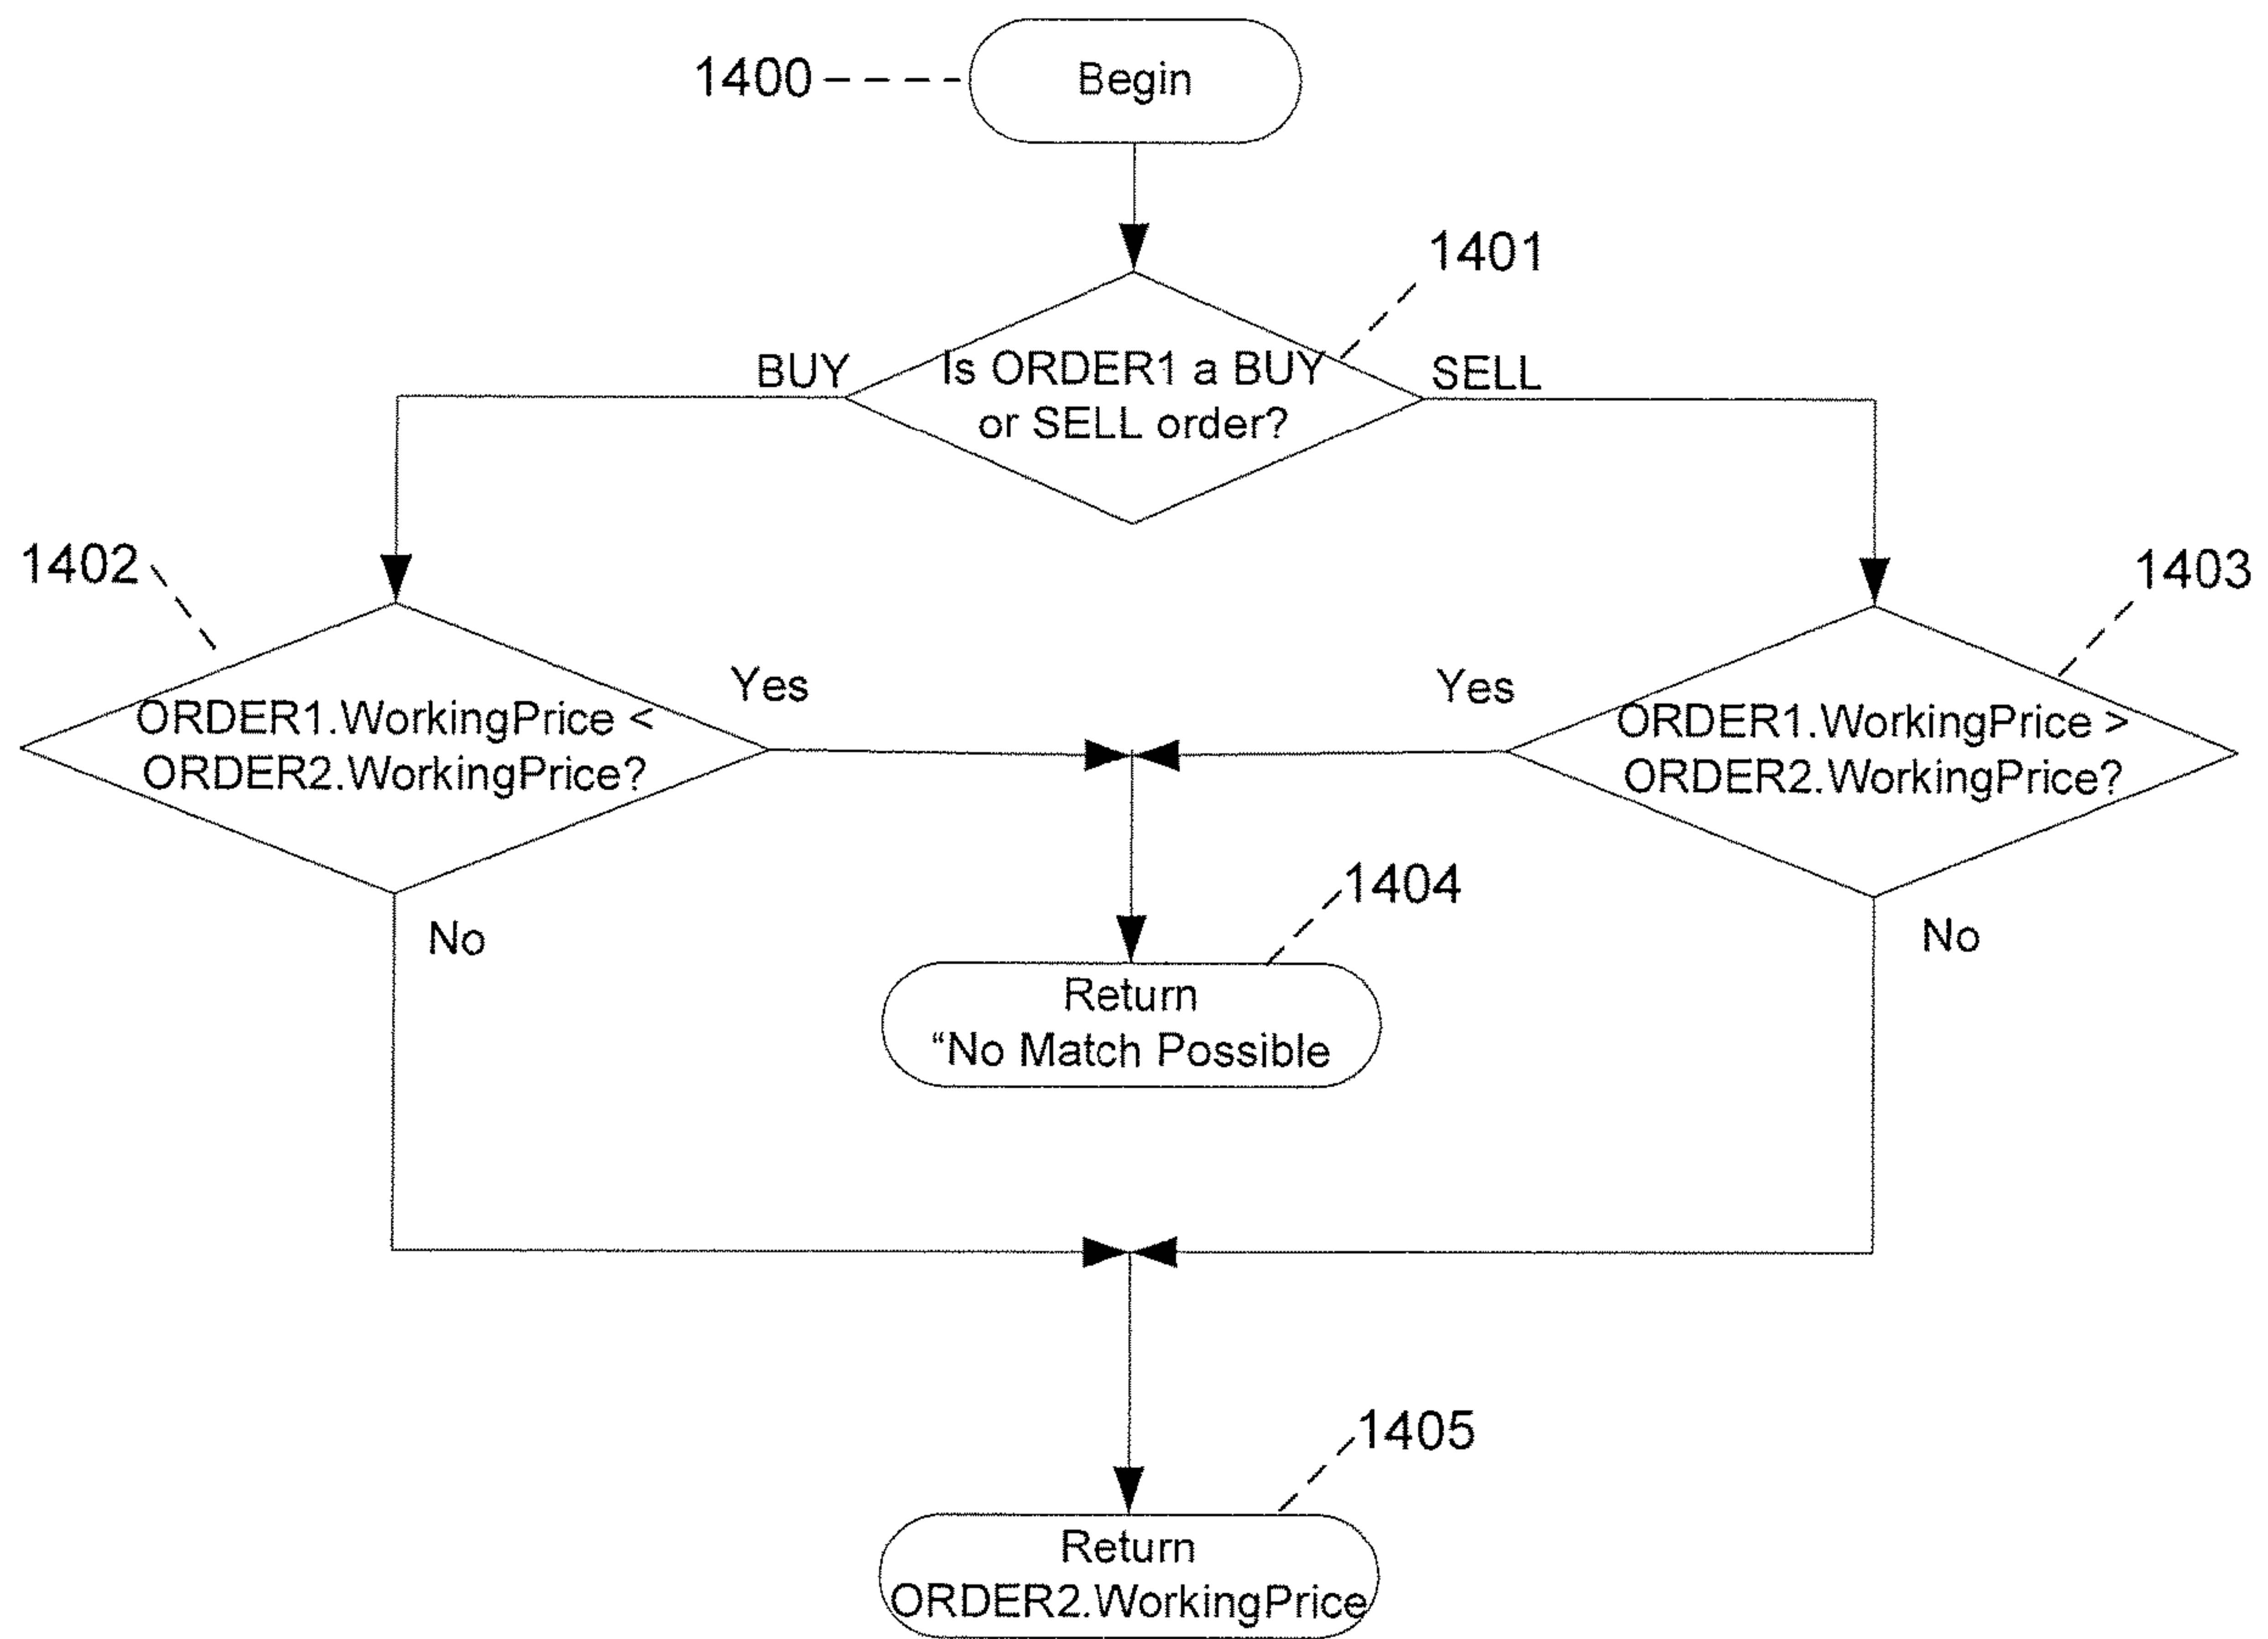 1400
Begin
1401
BUY
Is ORDER1 a BUY
or SELL order?
SELL
1402
1403
Yes
ORDER1.WorkingPrice <
ORDER2.WorkingPrice?
Yes
ORDER1.WorkingPrice >
ORDER2.WorkingPrice?
1404
No
No
Return
“No Match Possible
1405
Return
ORDER2.WorkingPrice